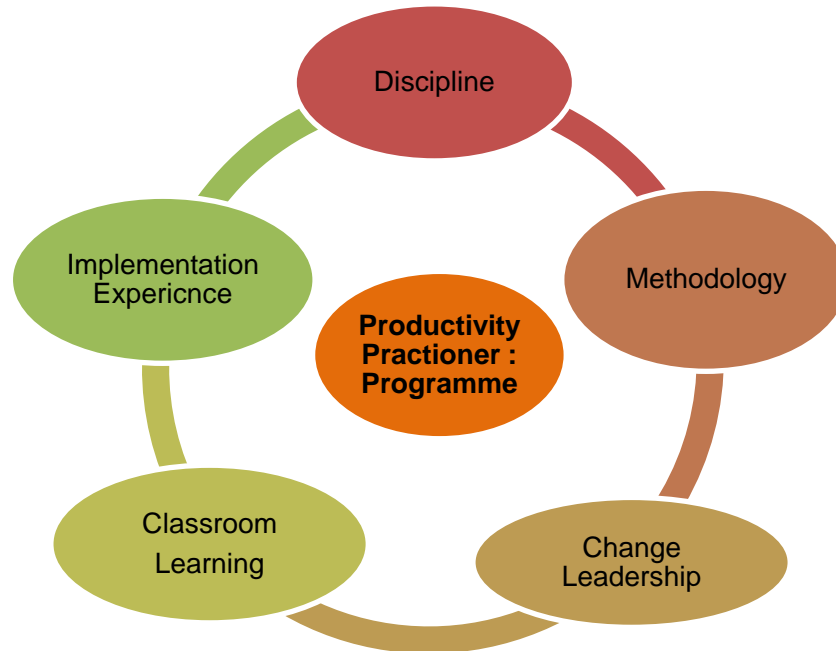 Discipline
Implementation
Expericnce
Methodology
Productivity
Practioner :
Programme
Classroom
Learning
Change
Leadership